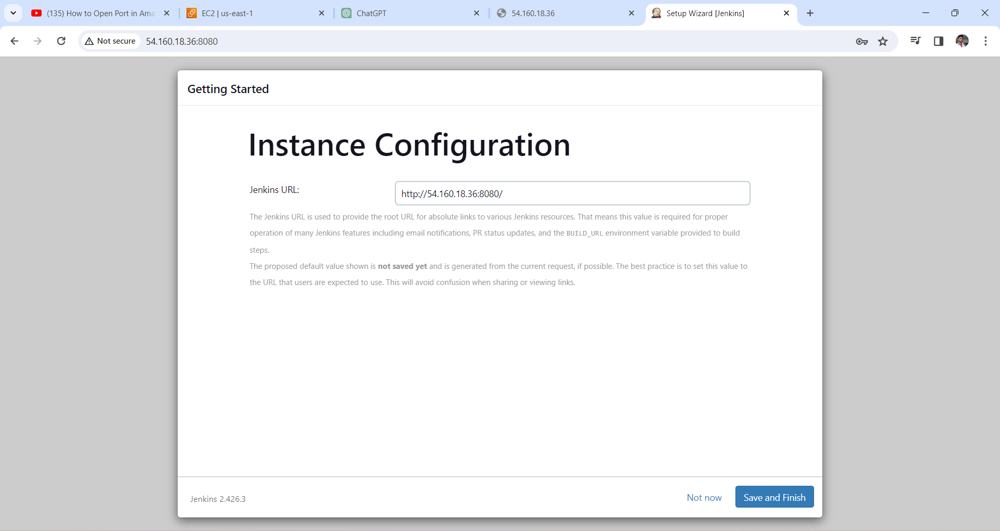 (135) How to Open Port in Ama
EC2 | us-east-1
ChatGPT
54.160.18.36
Setup Wizard [Jenkins]
Not secure
54.160.18.36:8080
Getting Started
Instance Configuration
Jenkins URL:
http://54.160.18.36:8080/
The Jenkins URL is used to provide the root URL for absolute links to various Jenkins resources. That means this value is required for proper
operation of many Jenkins features including email notifications, PR status updates, and the BUILD_URL environment variable provided to build
steps.
The proposed default value shown is not saved yet and is generated from the current request, if possible. The best practice is to set this value to
the URL that users are expected to use. This will avoid confusion when sharing or viewing links.
Jenkins 2.426.3
Not now
Save and Finish